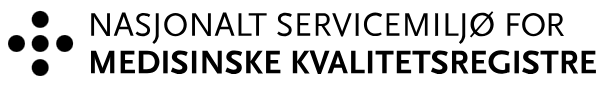 NASJONALT SERVICEMILJØ FOR
MEDISINSKE KVALITETSREGISTRE